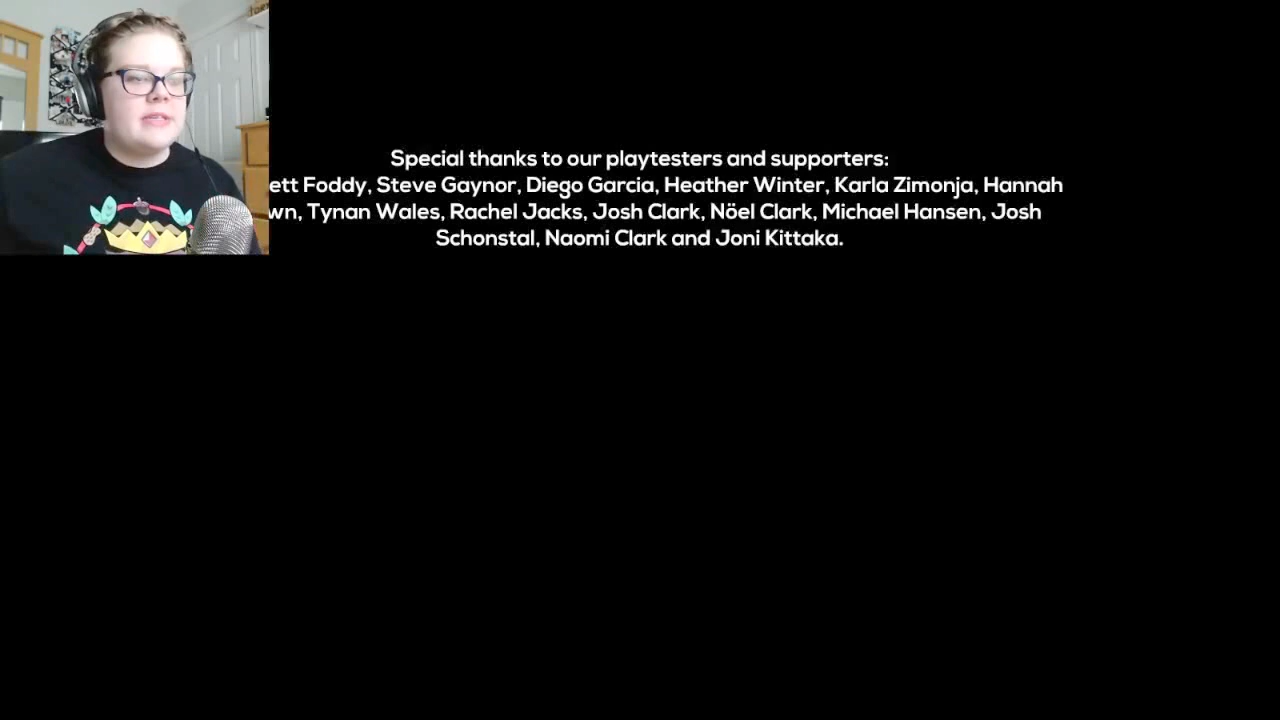 Special thanks to our playtesters and supporters:
ett Foddy, Steve Gaynor, Diego Garcia, Heather Winter, Karla Zimonja, Hannah
wn, Tynan Wales, Rachel Jacks, Josh Clark, Nöel Clark, Michael Hansen, Josh
Schonstal, Naomi Clark and Joni Kittaka.